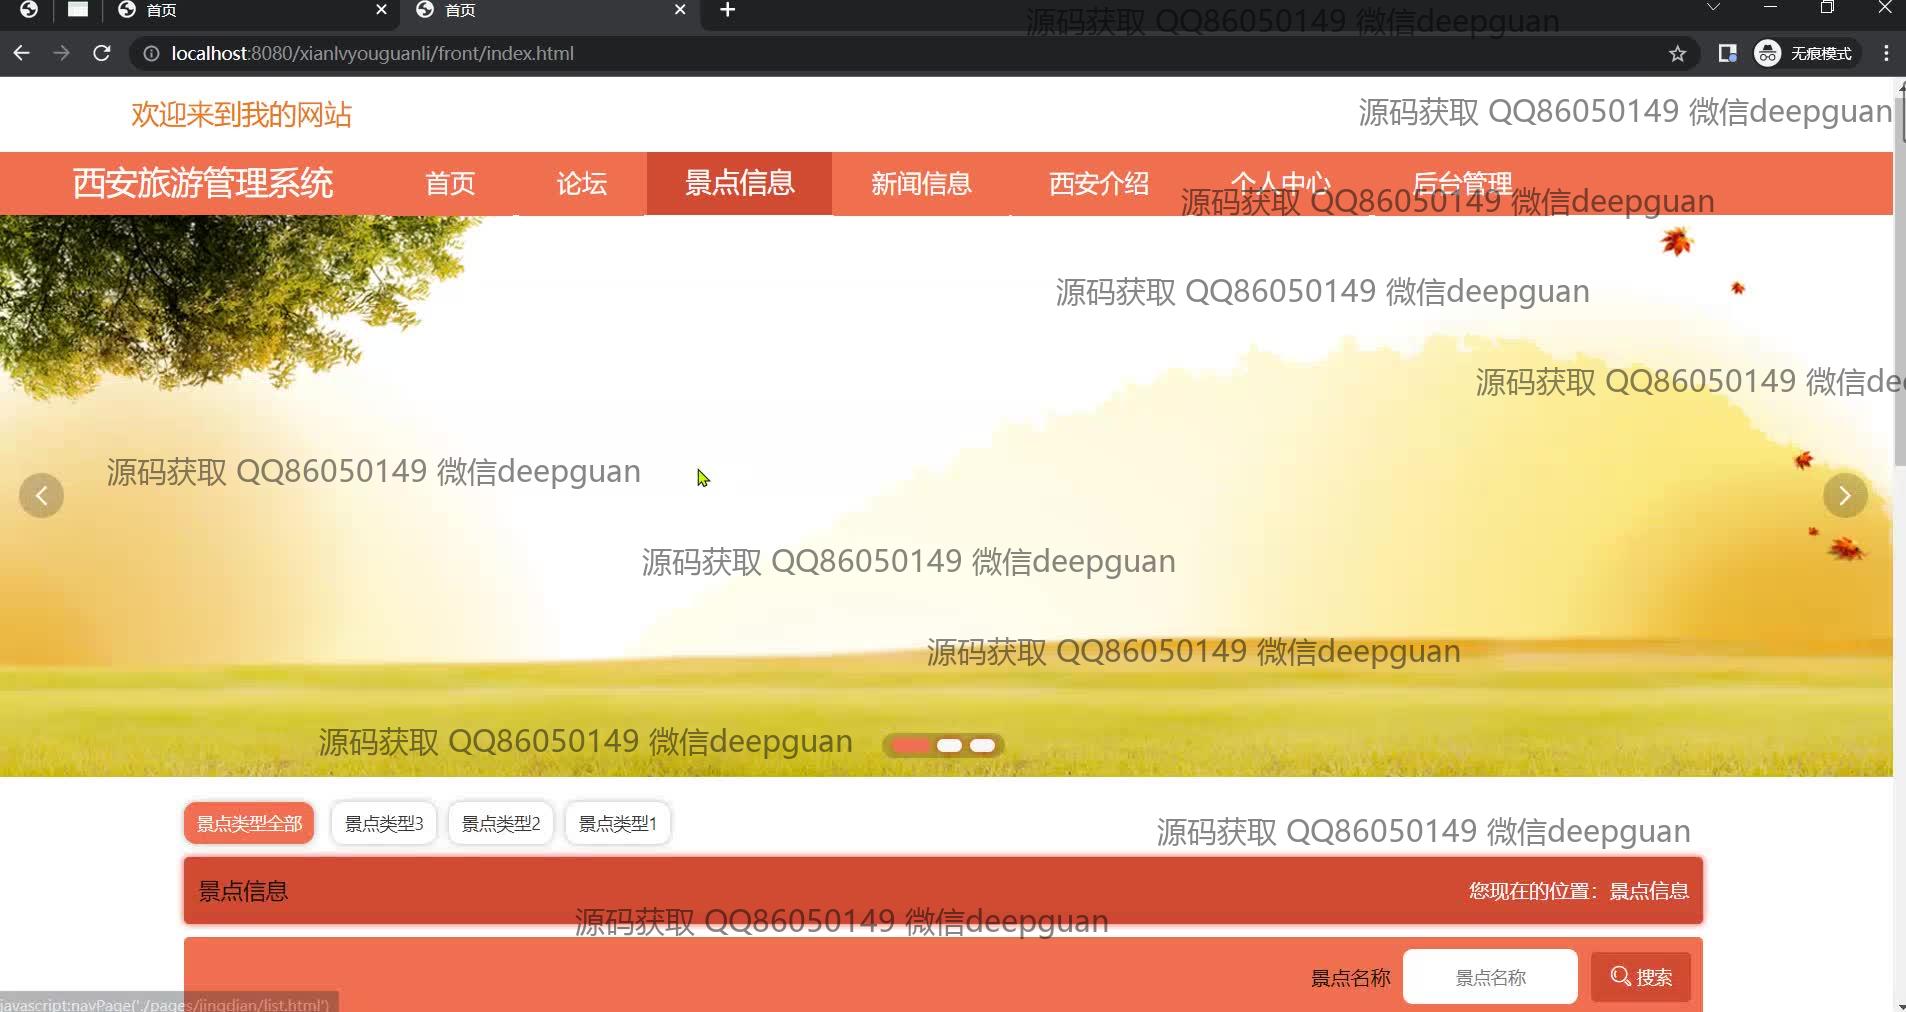 首页
首页
源码获取 QQ86050149 微信deepguan
localhost:8080/xianlvyouguanli/front/index.html
无痕模式
欢迎来到我的网站
源码获取 QQ86050149 微信deepguan
西安旅游管理系统
首页
论坛
景点信息
新闻信息
西安介绍
个人中心
后台管理
源码获取 QQ86050149 微信deepguan
源码获取 QQ86050149 微信deepguan
源码获取 QQ86050149 微信dee
源码获取 QQ86050149 微信deepguan
源码获取 QQ86050149 微信deepguan
源码获取 QQ86050149 微信deepguan
源码获取 QQ86050149 微信deepguan
景点类型全部
景点类型3
景点类型2
景点类型1
源码获取 QQ86050149 微信deepguan
景点信息
您现在的位置：景点信息
源码获取 QQ86050149 微信deepguan
景点名称
景点名称
搜索
javascript:navPage('./pages/jingdian/list.html')